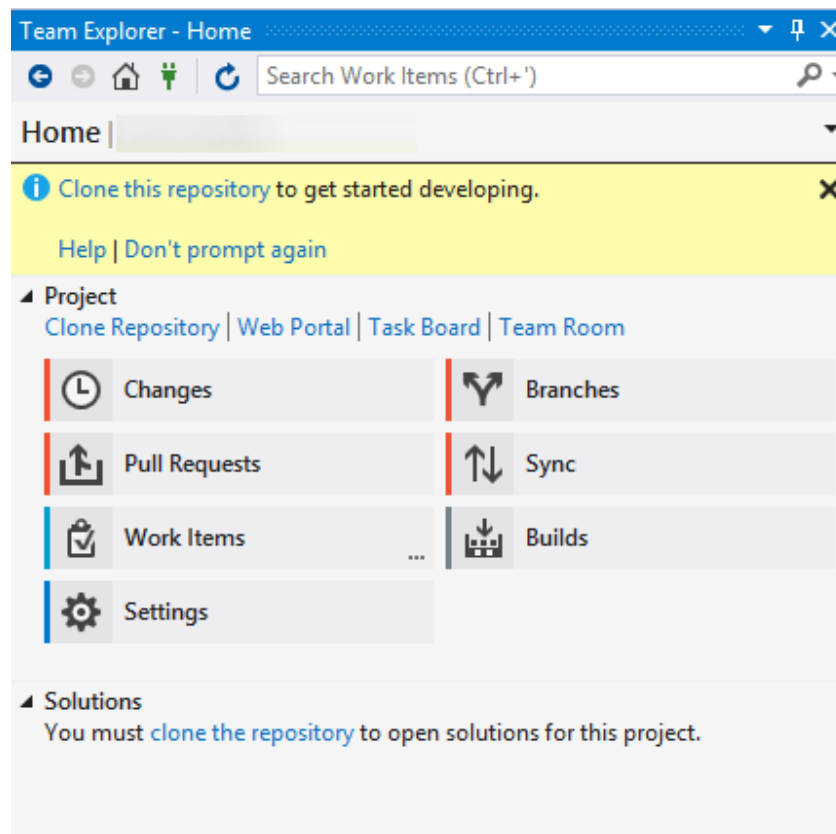 Team Explorer - Home
Search Work Items (Ctrl+')
Home |
Clone this repository to get started developing.
Help | Don't prompt again
Project
Clone Repository | Web Portal | Task Board | Team Room
Changes
Branches
Pull Requests
Sync
Work Items
...
Builds
Settings
Solutions
You must clone the repository to open solutions for this project.